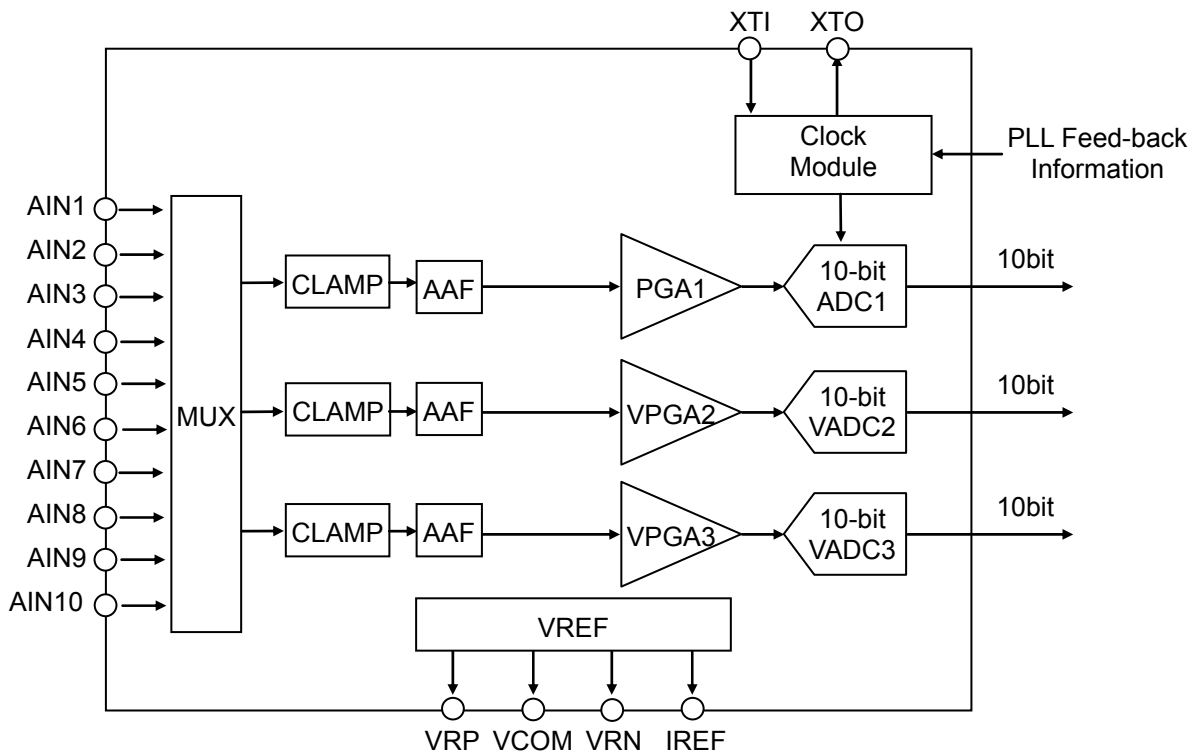 XTI
XTO
Clock
Module
PLL Feed-back
Information
AIN1
AIN2
AIN3
AIN4
AIN5
AIN6
AIN7
AIN8
AIN9
AIN10
MUX
CLAMP
AAF
PGA1
10-bit
ADC1
10bit
CLAMP
AAF
VPGA2
10-bit
VADC2
10bit
CLAMP
AAF
VPGA3
10-bit
VADC3
10bit
VREF
VRP
VCOM
VRN
IREF